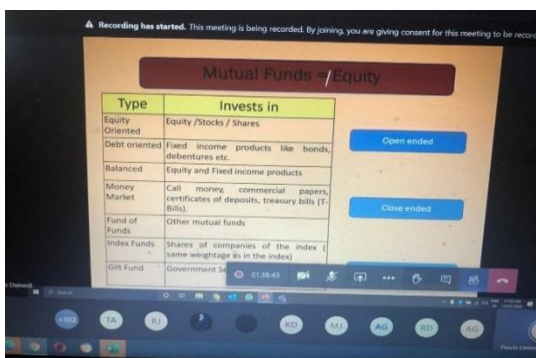 Recording has started. This meeting is being recorded. By joining, you are giving consent for this meeting to be record
Mutual Funds = Equity
Type
Invests in
Equity
Oriented
Equity /Stocks / Shares
Debt oriented
Fixed income products like bonds,
debentures etc.
Balanced
Equity and Fixed income products
Money
Market
Call money, commercial papers,
certificates of deposits, treasury bills (T-
Bills).
Fund of
Funds
Other mutual funds
Index Funds
Shares of companies of the index (
same weightage as in the index)
Gilt Fund
Government Se
Open ended
Close ended
01:38:43
+102
TA
RJ
KD
MJ
AG
RD
AG